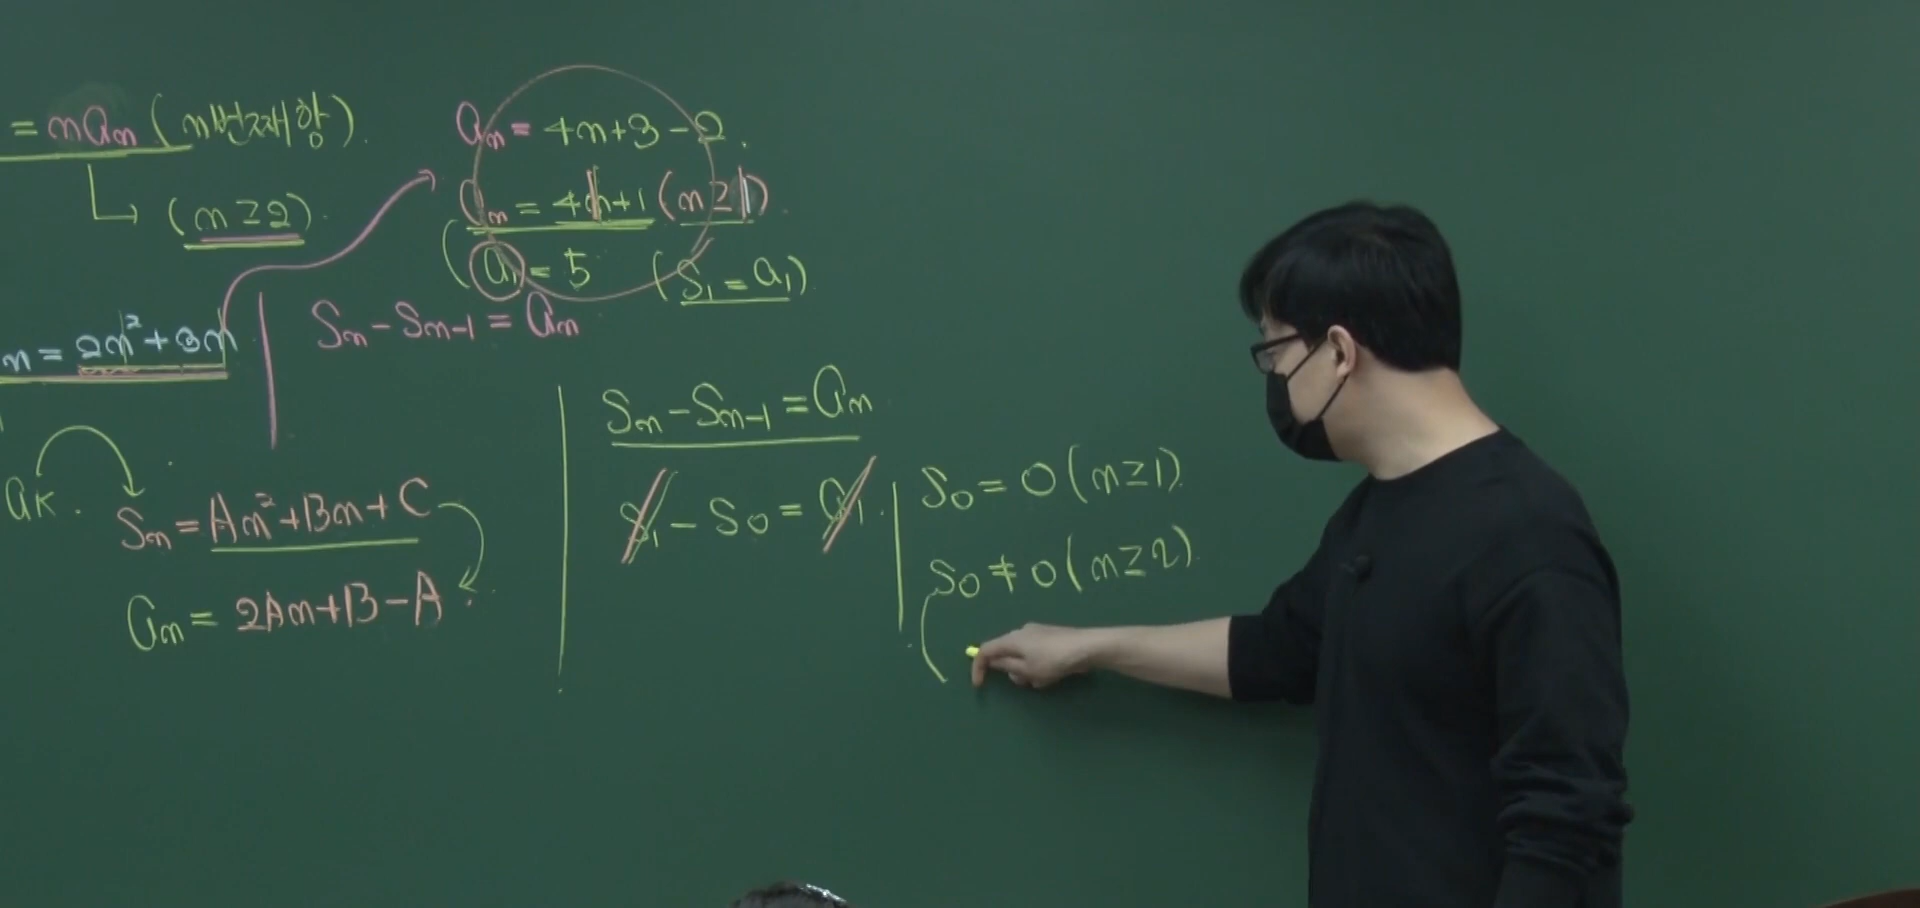 = nan (n번째항).
(n≥2).
an = 4n+3-2.
an = 4n+1 (n≥1).
a1 = 5 (S1=a1)
n = 2n²+3n
Sn-Sn-1 = an
Sn-Sn-1=an
aK.
Sn=An²+Bn+C
an= 2An+B-A.
S1-S0=a1.
S0=0(n≥1).
S0≠0(n≥2).
(